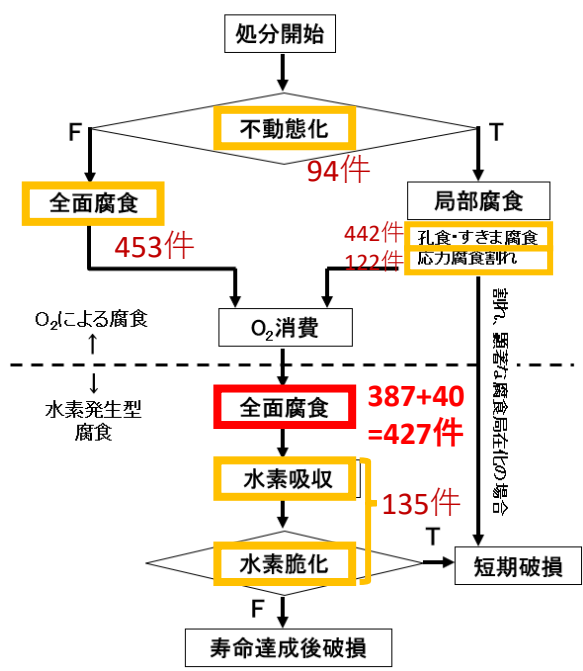 処分開始
F
不動態化
T
94件
全面腐食
局部腐食
453件
442件
孔食・すきま腐食
122件
応力腐食割れ
O₂消費
O₂による腐食
水素発生型
腐食
全面腐食
387+40
=427件
割れ、顕著な腐食局在化の場合
水素吸収
135件
水素脆化
T
短期破損
F
寿命達成後破損